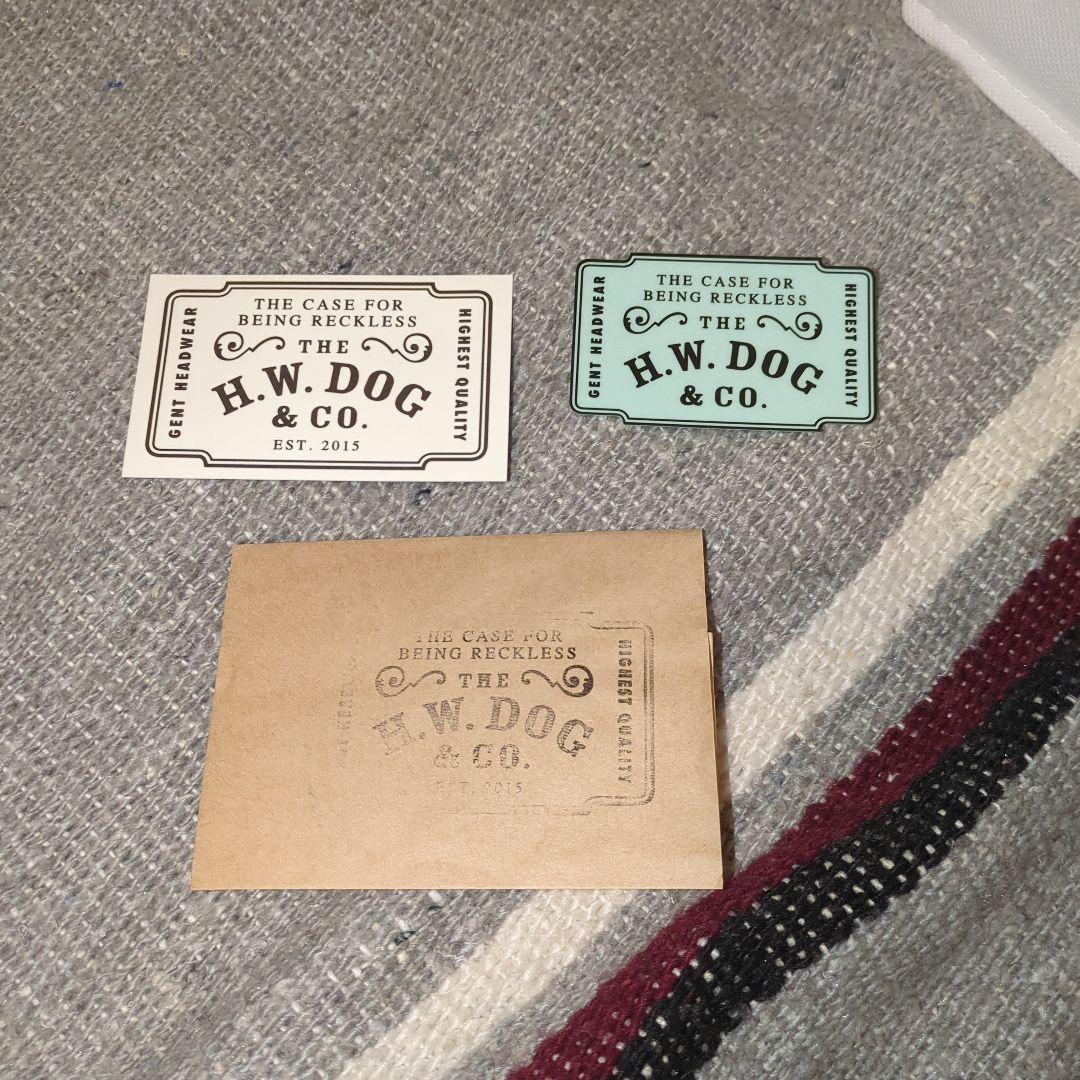 THE CASE FOR
BEING RECKLESS
GENT HEADWEAR
THE
HIGHEST QUALITY
H.W. DOG
& CO.
EST. 2015
THE CASE FOR
BEING RECKLESS
GENT HEADWEAR
THE
HIGHEST QUALITY
H.W. DOG
& CO.
THE CASE FOR
BEING RECKLESS
THE
HIGHEST QUALITY
H.W. DOG
& CO.
EST. 2015